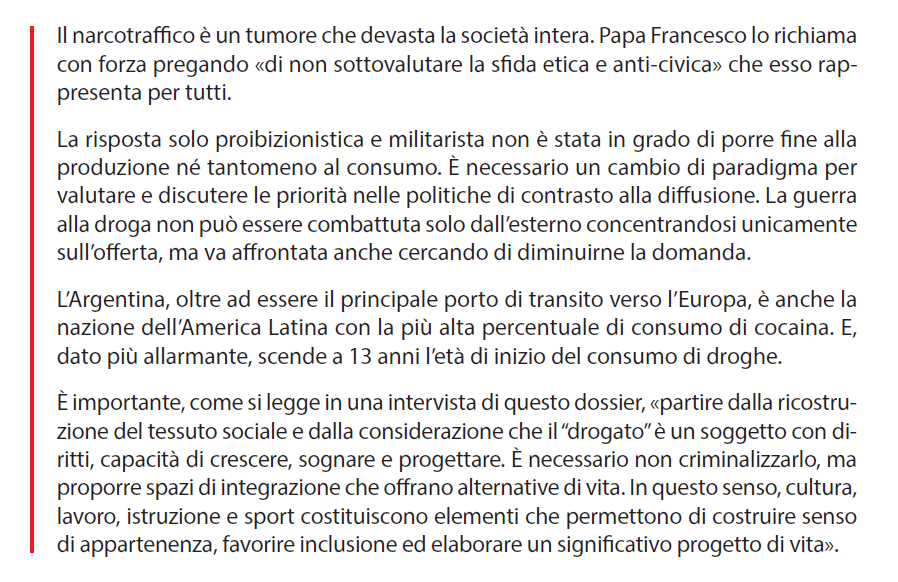 Il narcotraffico è un tumore che devasta la società intera. Papa Francesco lo richiama
con forza pregando «di non sottovalutare la sfida etica e anti-civica» che esso rap-
presenta per tutti.
La risposta solo proibizionistica e militarista non è stata in grado di porre fine alla
produzione né tantomeno al consumo. È necessario un cambio di paradigma per
valutare e discutere le priorità nelle politiche di contrasto alla diffusione. La guerra
alla droga non può essere combattuta solo dall’esterno concentrandosi unicamente
sull’offerta, ma va affrontata anche cercando di diminuirne la domanda.
L’Argentina, oltre ad essere il principale porto di transito verso l’Europa, è anche la
nazione dell’America Latina con la più alta percentuale di consumo di cocaina. E,
dato più allarmante, scende a 13 anni l’età di inizio del consumo di droghe.
È importante, come si legge in una intervista di questo dossier, «partire dalla ricostru-
zione del tessuto sociale e dalla considerazione che il “drogato” è un soggetto con di-
ritti, capacità di crescere, sognare e progettare. È necessario non criminalizzarlo, ma
proporre spazi di integrazione che offrano alternative di vita. In questo senso, cultura,
lavoro, istruzione e sport costituiscono elementi che permettono di costruire senso
di appartenenza, favorire inclusione ed elaborare un significativo progetto di vita».